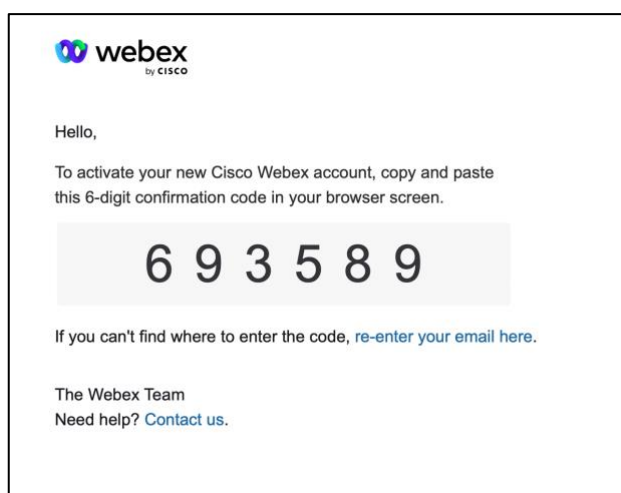 webex
by CISCO
Hello,
To activate your new Cisco Webex account, copy and paste
this 6-digit confirmation code in your browser screen.
6 9 3 5 8 9
If you can't find where to enter the code, re-enter your email here.
The Webex Team
Need help? Contact us.